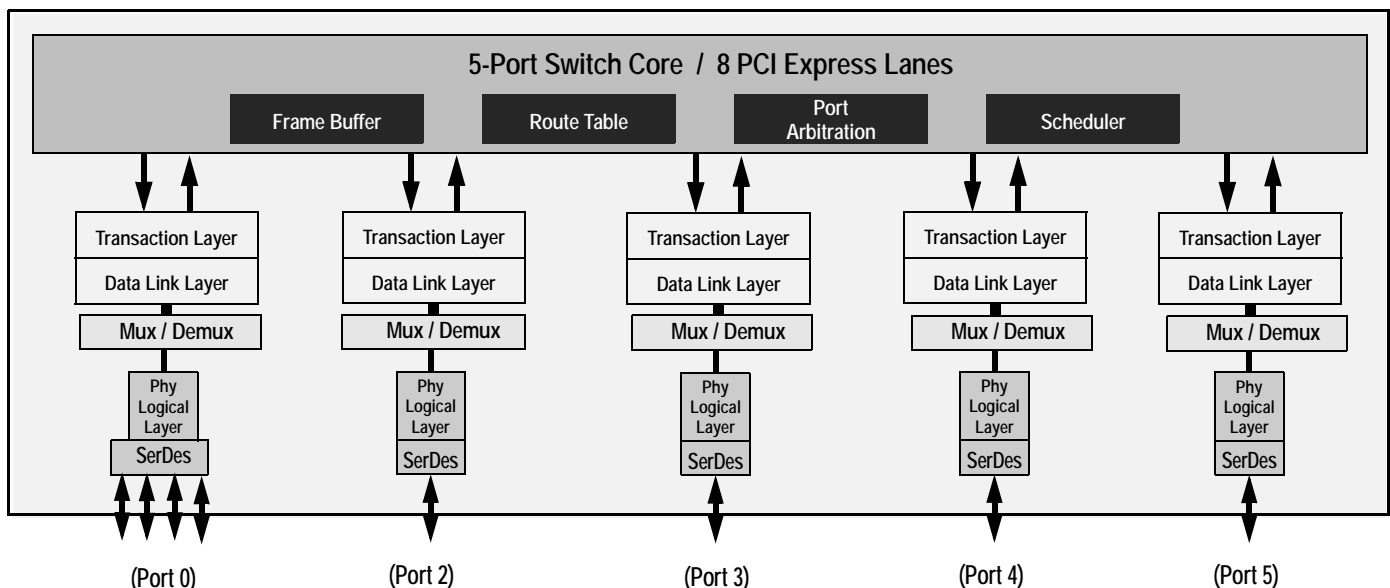 5-Port Switch Core / 8 PCI Express Lanes
Frame Buffer
Route Table
Port
Arbitration
Scheduler
Transaction Layer
Transaction Layer
Transaction Layer
Transaction Layer
Transaction Layer
Data Link Layer
Data Link Layer
Data Link Layer
Data Link Layer
Data Link Layer
Mux / Demux
Mux / Demux
Mux / Demux
Mux / Demux
Mux / Demux
Phy
Logical
Layer
Phy
Logical
Layer
Phy
Logical
Layer
Phy
Logical
Layer
Phy
Logical
Layer
SerDes
SerDes
SerDes
SerDes
SerDes
(Port 0)
(Port 2)
(Port 3)
(Port 4)
(Port 5)